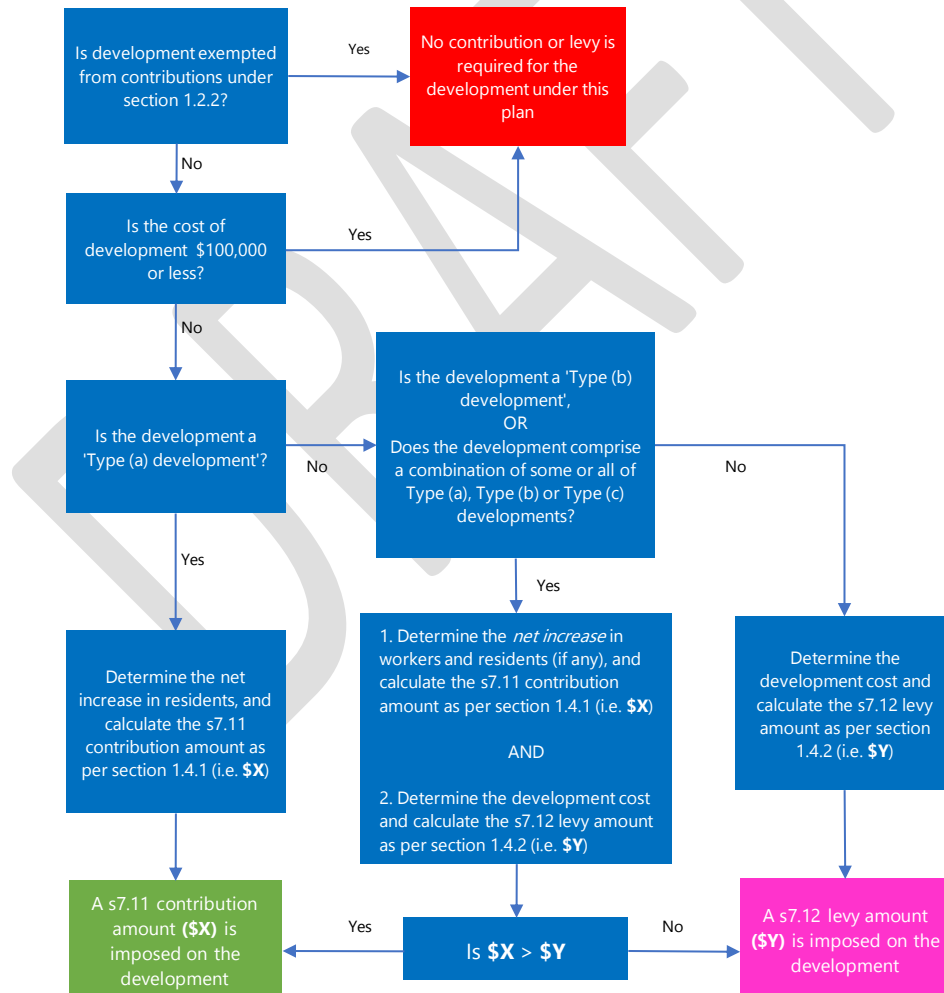 Is development exempted
from contributions under
section 1.2.2?
Yes
No contribution or levy is
required for the
development under this
plan
No
Is the cost of
development $100,000
or less?
Yes
No
Is the development a
'Type (a) development'?
No
Is the development a 'Type (b)
development',
OR
Does the development comprise
a combination of some or all of
Type (a), Type (b) or Type (c)
developments?
No
Yes
Yes
Determine the net
increase in residents, and
calculate the s7.11
contribution amount as
per section 1.4.1 (i.e. $X)
1. Determine the net increase in
workers and residents (if any), and
calculate the s7.11 contribution
amount as per section 1.4.1 (i.e. $X)
AND
2. Determine the development cost
and calculate the s7.12 levy amount
as per section 1.4.2 (i.e. $Y)
Determine the
development cost and
calculate the s7.12 levy
amount as per section
1.4.2 (i.e. $Y)
A s7.11 contribution
amount ($X) is
imposed on the
development
Yes
Is $X > $Y
No
A s7.12 levy amount
($Y) is imposed on the
development
DRAFT